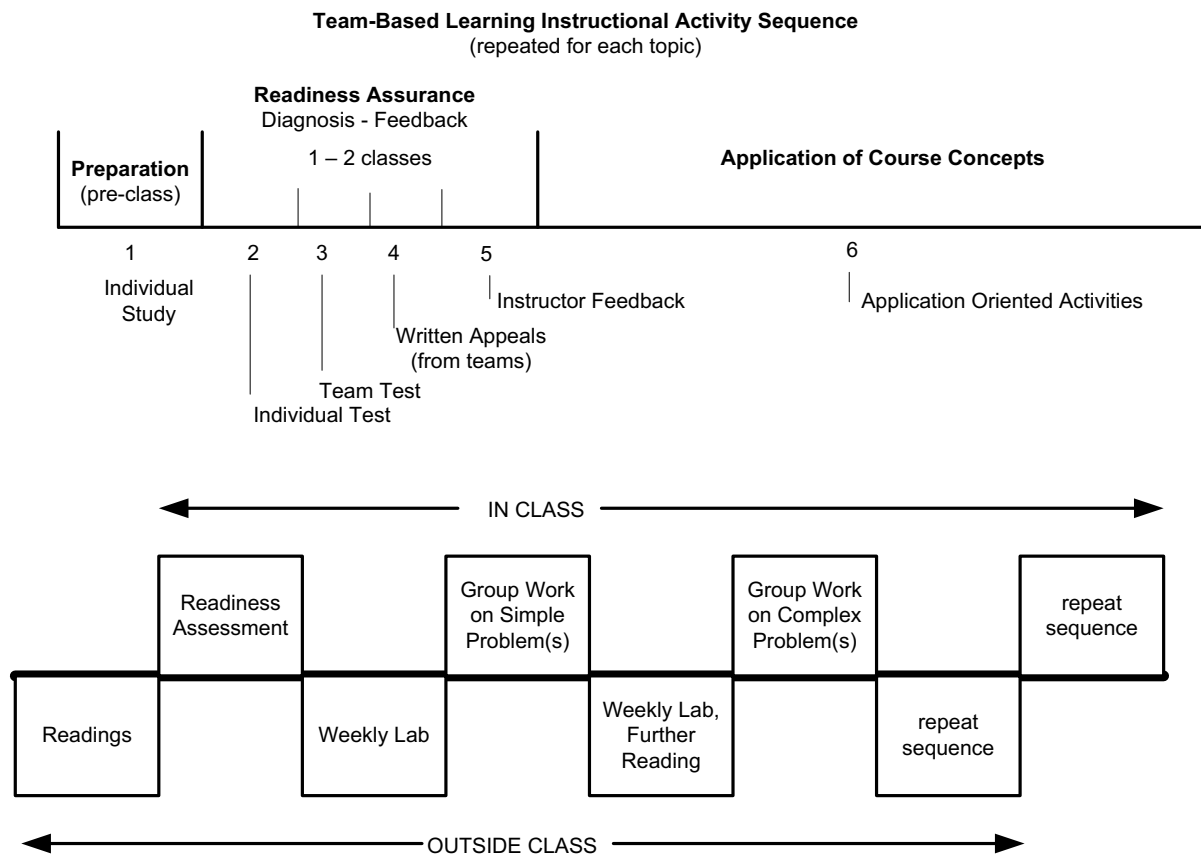 Team-Based Learning Instructional Activity Sequence
(repeated for each topic)
Readiness Assurance
Diagnosis - Feedback
1 – 2 classes
Preparation
(pre-class)
Application of Course Concepts
1
2
3
4
5
6
Individual
Study
Instructor Feedback
Application Oriented Activities
Written Appeals
(from teams)
Team Test
Individual Test
IN CLASS
Readiness
Assessment
Group Work
on Simple
Problem(s)
Group Work
on Complex
Problem(s)
repeat
sequence
Readings
Weekly Lab
Weekly Lab,
Further
Reading
repeat
sequence
OUTSIDE CLASS